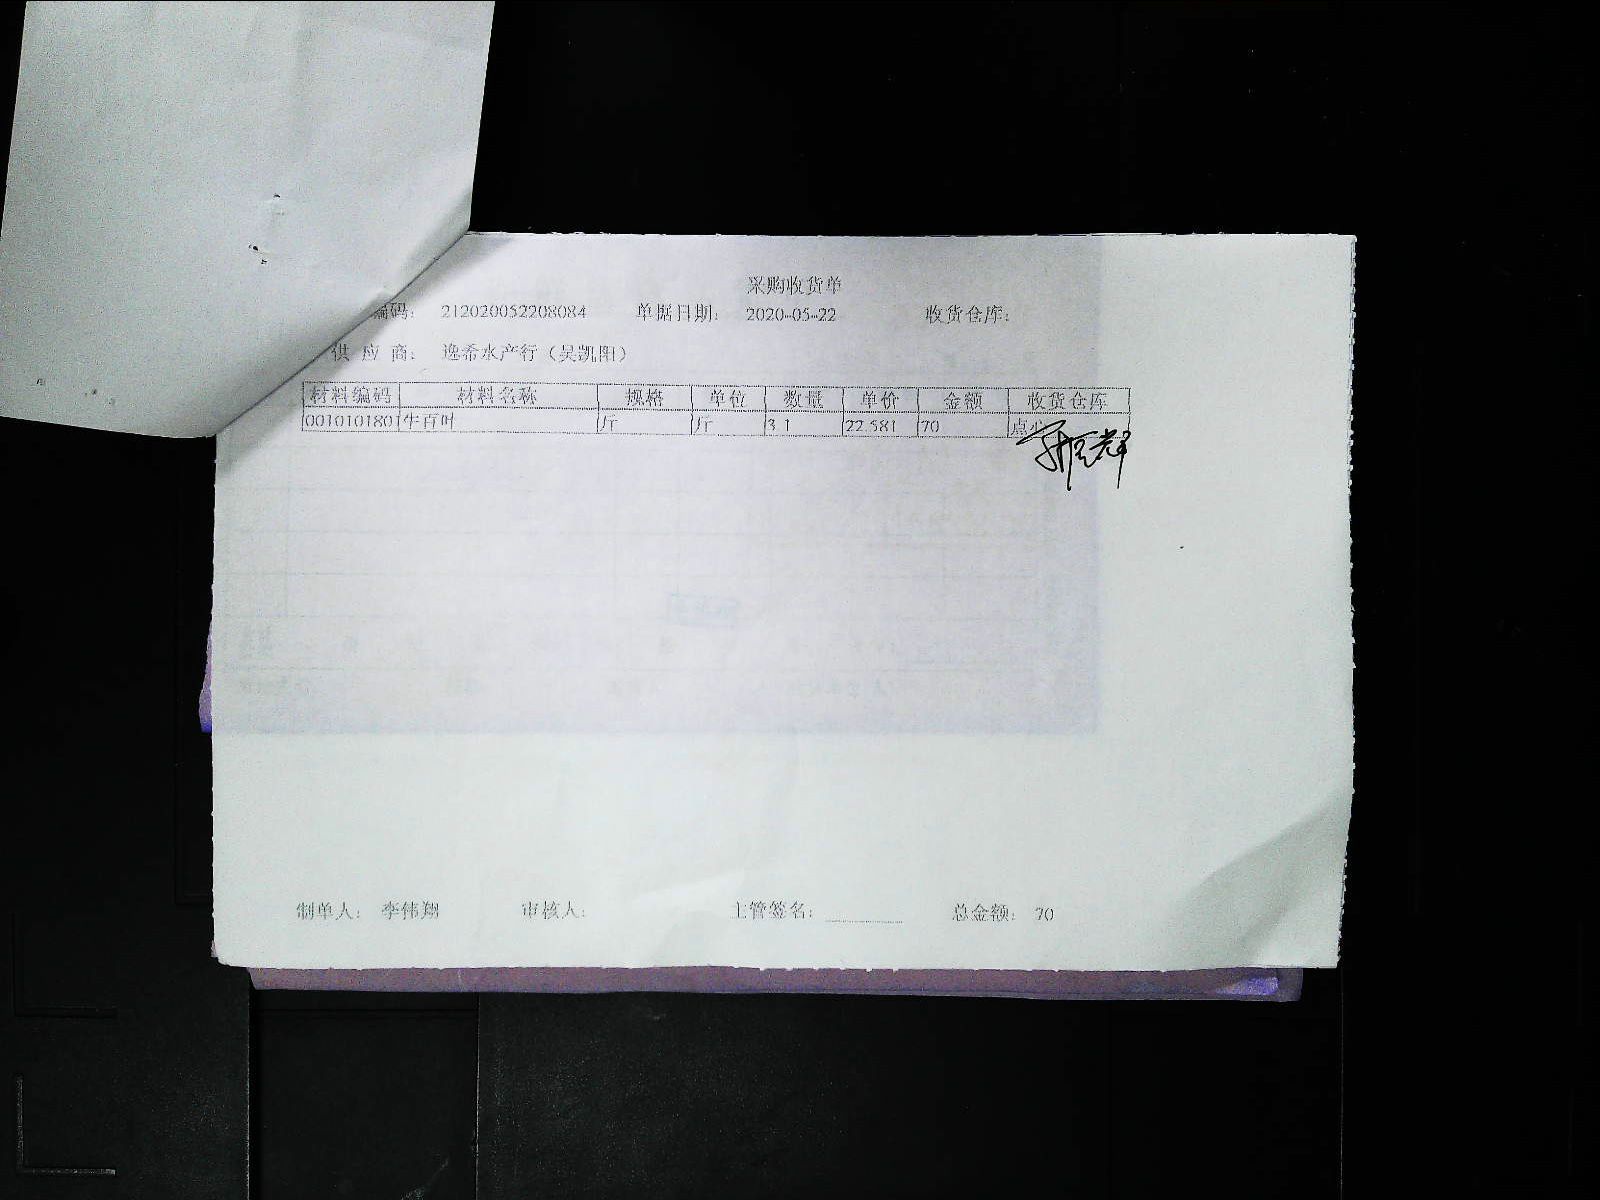 采购收货单
编码： 212020052208084 单据日期： 2020-05-22 收货仓库：
供 应 商： 逸希水产行（吴凯阳）
材料编码 材料名称 规格 单位 数量 单价 金额 收货仓库
0010101801 牛百叶 斤 斤 3.1 22.581 70 点心
制单人： 李伟翔 审核人： 主管签名： 总金额： 70